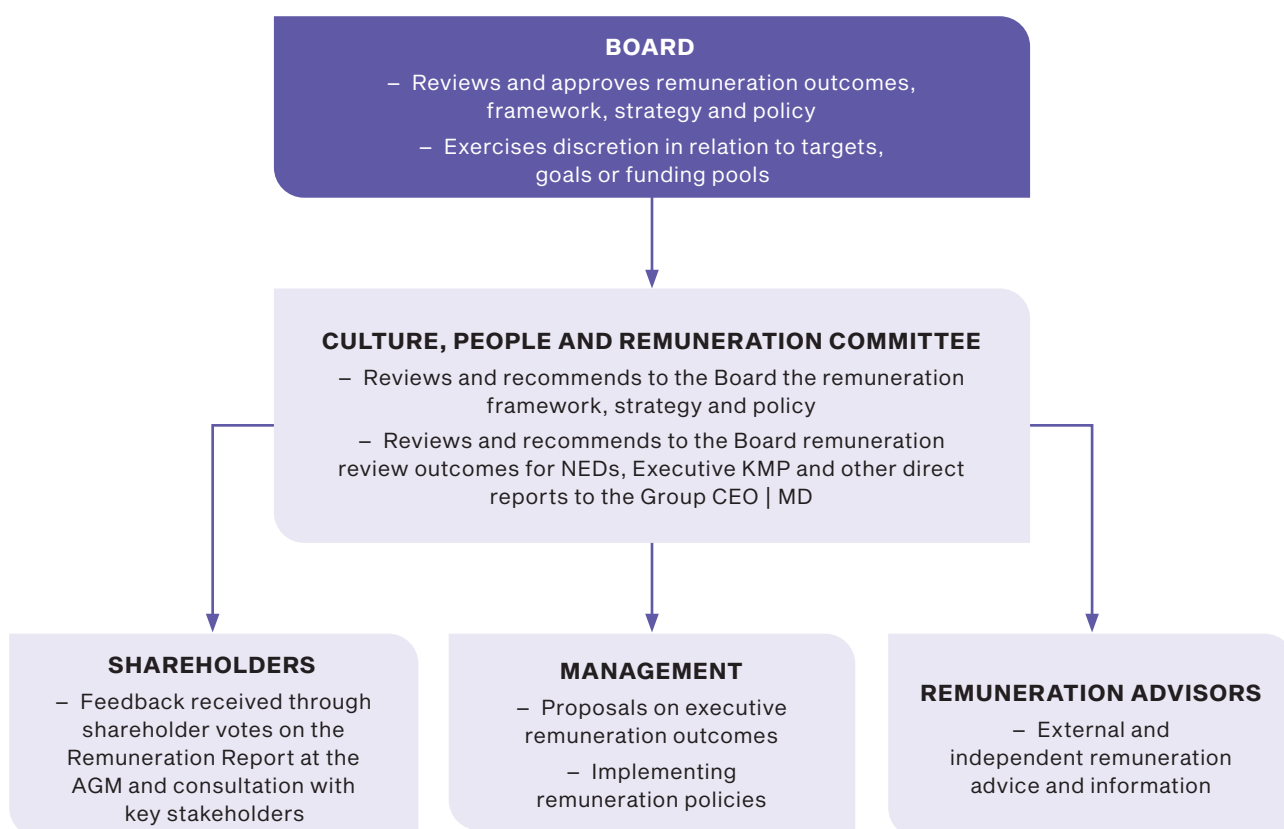 BOARD
– Reviews and approves remuneration outcomes,
framework, strategy and policy
– Exercises discretion in relation to targets,
goals or funding pools
CULTURE, PEOPLE AND REMUNERATION COMMITTEE
– Reviews and recommends to the Board the remuneration
framework, strategy and policy
– Reviews and recommends to the Board remuneration
review outcomes for NEDs, Executive KMP and other direct
reports to the Group CEO | MD
SHAREHOLDERS
– Feedback received through
shareholder votes on the
Remuneration Report at the
AGM and consultation with
key stakeholders
MANAGEMENT
– Proposals on executive
remuneration outcomes
– Implementing
remuneration policies
REMUNERATION ADVISORS
– External and
independent remuneration
advice and information